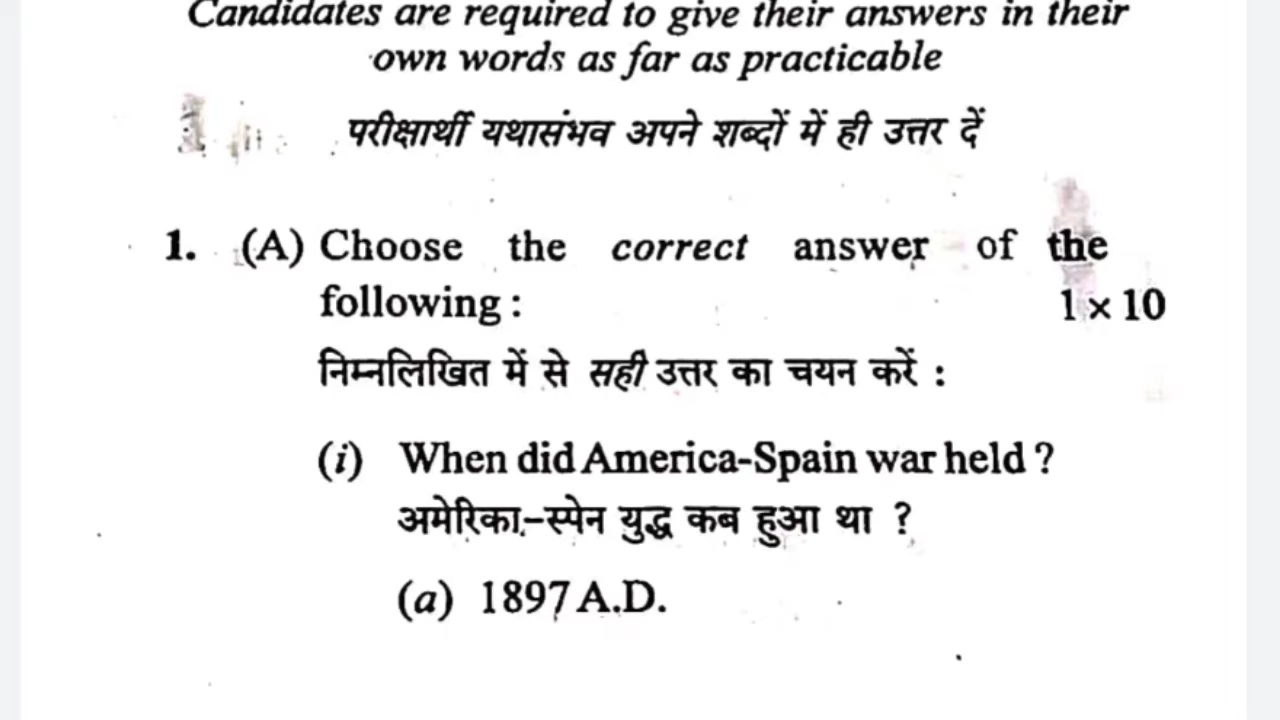 Candidates are required to give their answers in their
own words as far as practicable
परीक्षार्थी यथासंभव अपने शब्दों में ही उत्तर दें
1. (A) Choose the correct answer of the
following : 1 × 10
निम्नलिखित में से सही उत्तर का चयन करें :
(i) When did America-Spain war held ?
अमेरिका-स्पेन युद्ध कब हुआ था ?
(a) 1897 A.D.